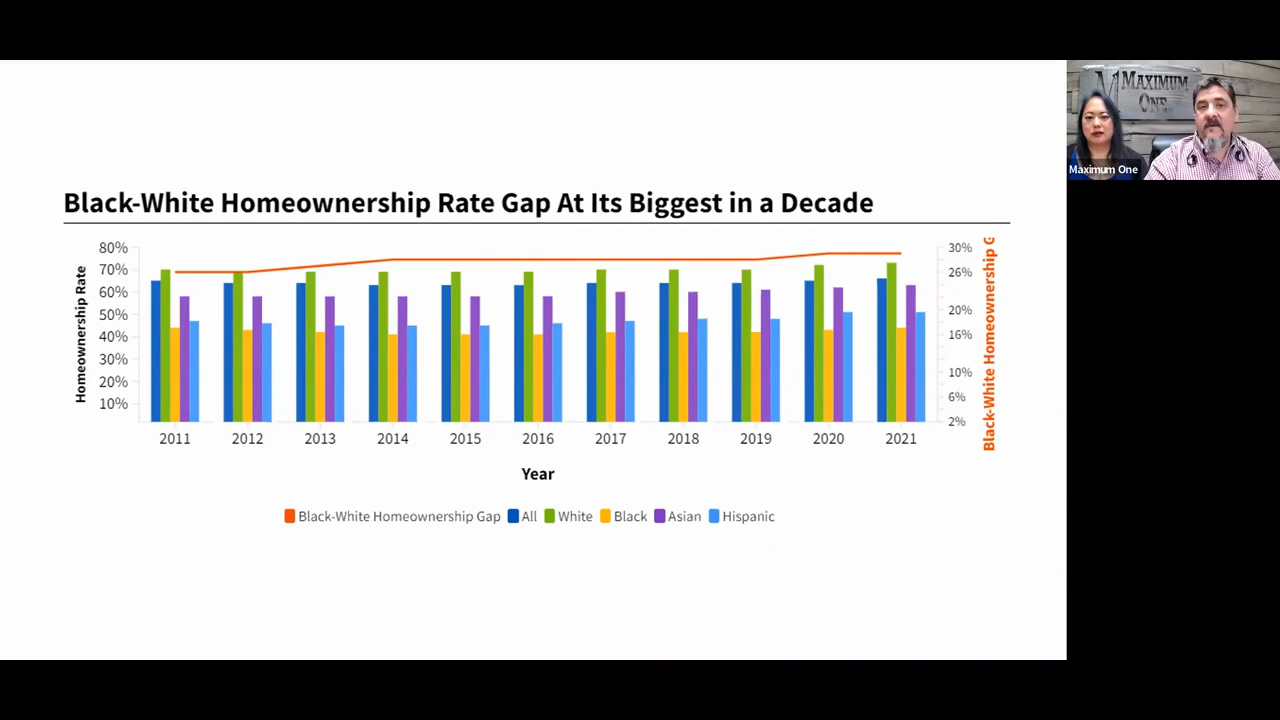 Black-White Homeownership Rate Gap At Its Biggest in a Decade
Homeownership Rate
80%
70%
60%
50%
40%
30%
20%
10%
30%
26%
20%
16%
10%
6%
2%
Black-White Homeownership G
2011 2012 2013 2014 2015 2016 2017 2018 2019 2020 2021
Year
Black-White Homeownership Gap All White Black Asian Hispanic
MAXIMUM
ONE
Maximum One